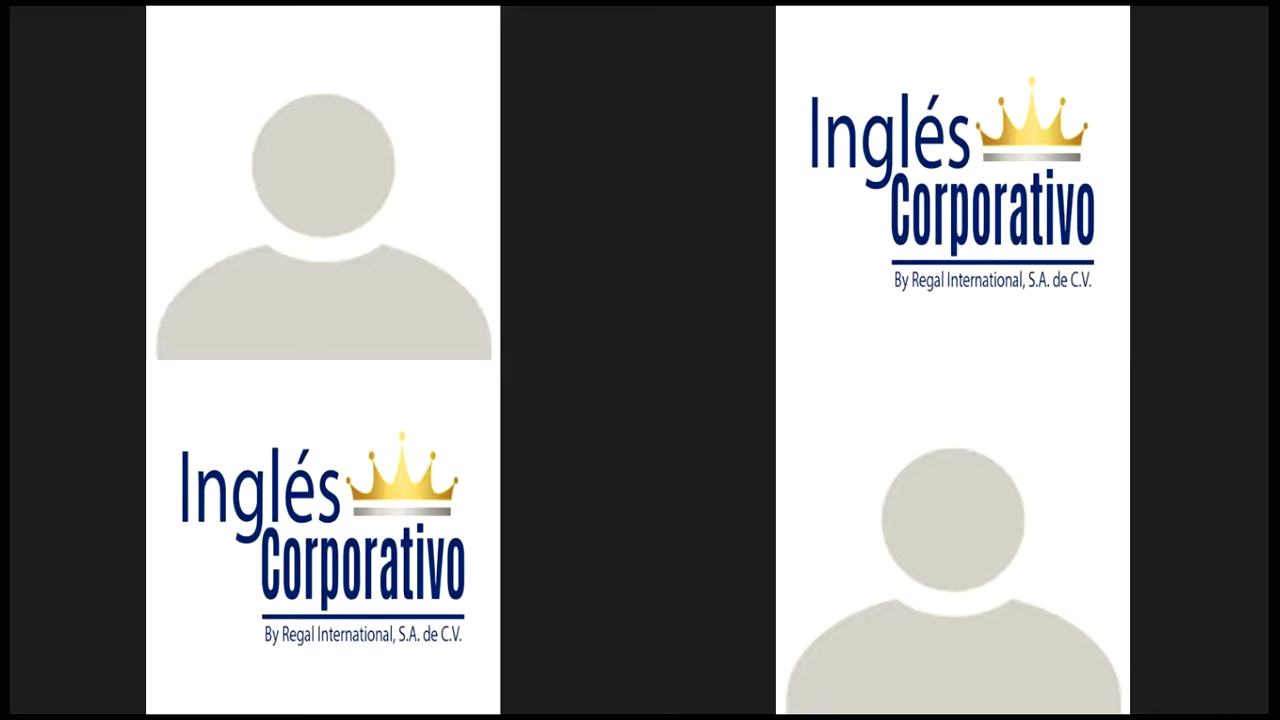 Inglés
Corporativo
By Regal International, S.A. de C.V.
Inglés
Corporativo
By Regal International, S.A. de C.V.